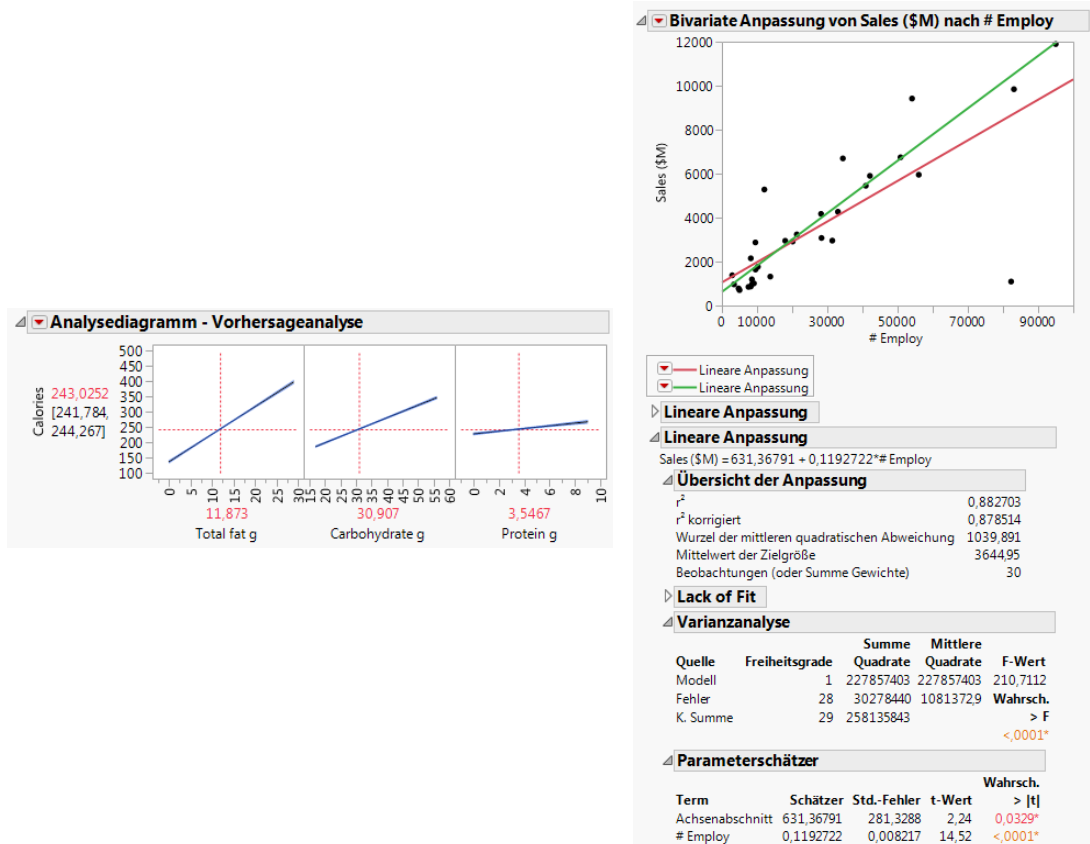 Analysediagramm - Vorhersageanalyse
500
450
400
350
300
250
200
150
100
Calories
243,0252
[241,784,
244,267]
0 5 10 15 20 25 30
15 20 25 30 35 40 45 50 55 60
0 2 4 6 8 10
11,873 30,907 3,5467
Total fat g Carbohydrate g Protein g
Bivariate Anpassung von Sales ($M) nach # Employ
12000
10000
8000
6000
4000
2000
0
Sales ($M)
0 10000 30000 50000 70000 90000
# Employ
Lineare Anpassung
Lineare Anpassung
Lineare Anpassung
Lineare Anpassung
Sales ($M) = 631,36791 + 0,1192722*# Employ
Übersicht der Anpassung
r² 0,882703
r² korrigiert 0,878514
Wurzel der mittleren quadratischen Abweichung 1039,891
Mittelwert der Zielgröße 3644,95
Beobachtungen (oder Summe Gewichte) 30
Lack of Fit
Varianzanalyse
Summe Mittlere
Quelle Freiheitsgrade Quadrate Quadrate F-Wert
Modell 1 227857403 227857403 210,7112
Fehler 28 30278440 1081372,9 Wahrsch.
K. Summe 29 258135843 > F
<,0001*
Parameterschätzer
Wahrsch.
Term Schätzer Std.-Fehler t-Wert > |t|
Achsenabschnitt 631,36791 281,3288 2,24 0,0329*
# Employ 0,1192722 0,008217 14,52 <,0001*